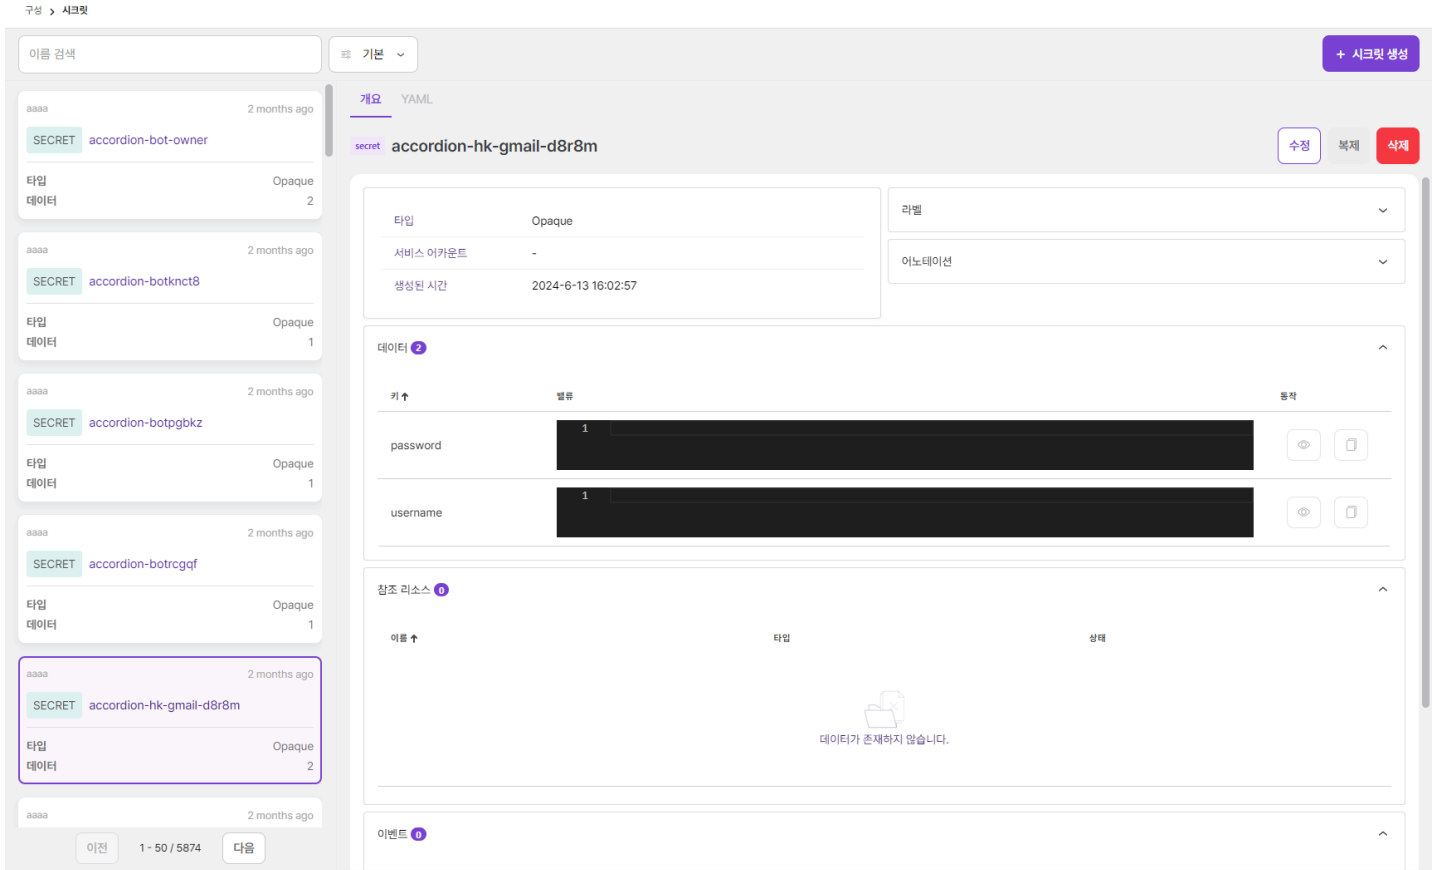 구성 > 시크릿
이름 검색
기본
+ 시크릿 생성
aaaa 2 months ago
SECRET accordion-bot-owner
타입 Opaque
데이터 2
aaaa 2 months ago
SECRET accordion-botknct8
타입 Opaque
데이터 1
aaaa 2 months ago
SECRET accordion-botpgbkz
타입 Opaque
데이터 1
aaaa 2 months ago
SECRET accordion-botrcgqf
타입 Opaque
데이터 1
aaaa 2 months ago
SECRET accordion-hk-gmail-d8r8m
타입 Opaque
데이터 2
aaaa 2 months ago
이전 1 - 50 / 5874 다음
개요 YAML
secret accordion-hk-gmail-d8r8m
수정 복제 삭제
타입 Opaque
서비스 어카운트 -
생성된 시간 2024-6-13 16:02:57
라벨
어노테이션
데이터 2
키 밸류 동작
password 1
username 1
참조 리소스 0
이름 타입 상태
데이터가 존재하지 않습니다.
이벤트 0